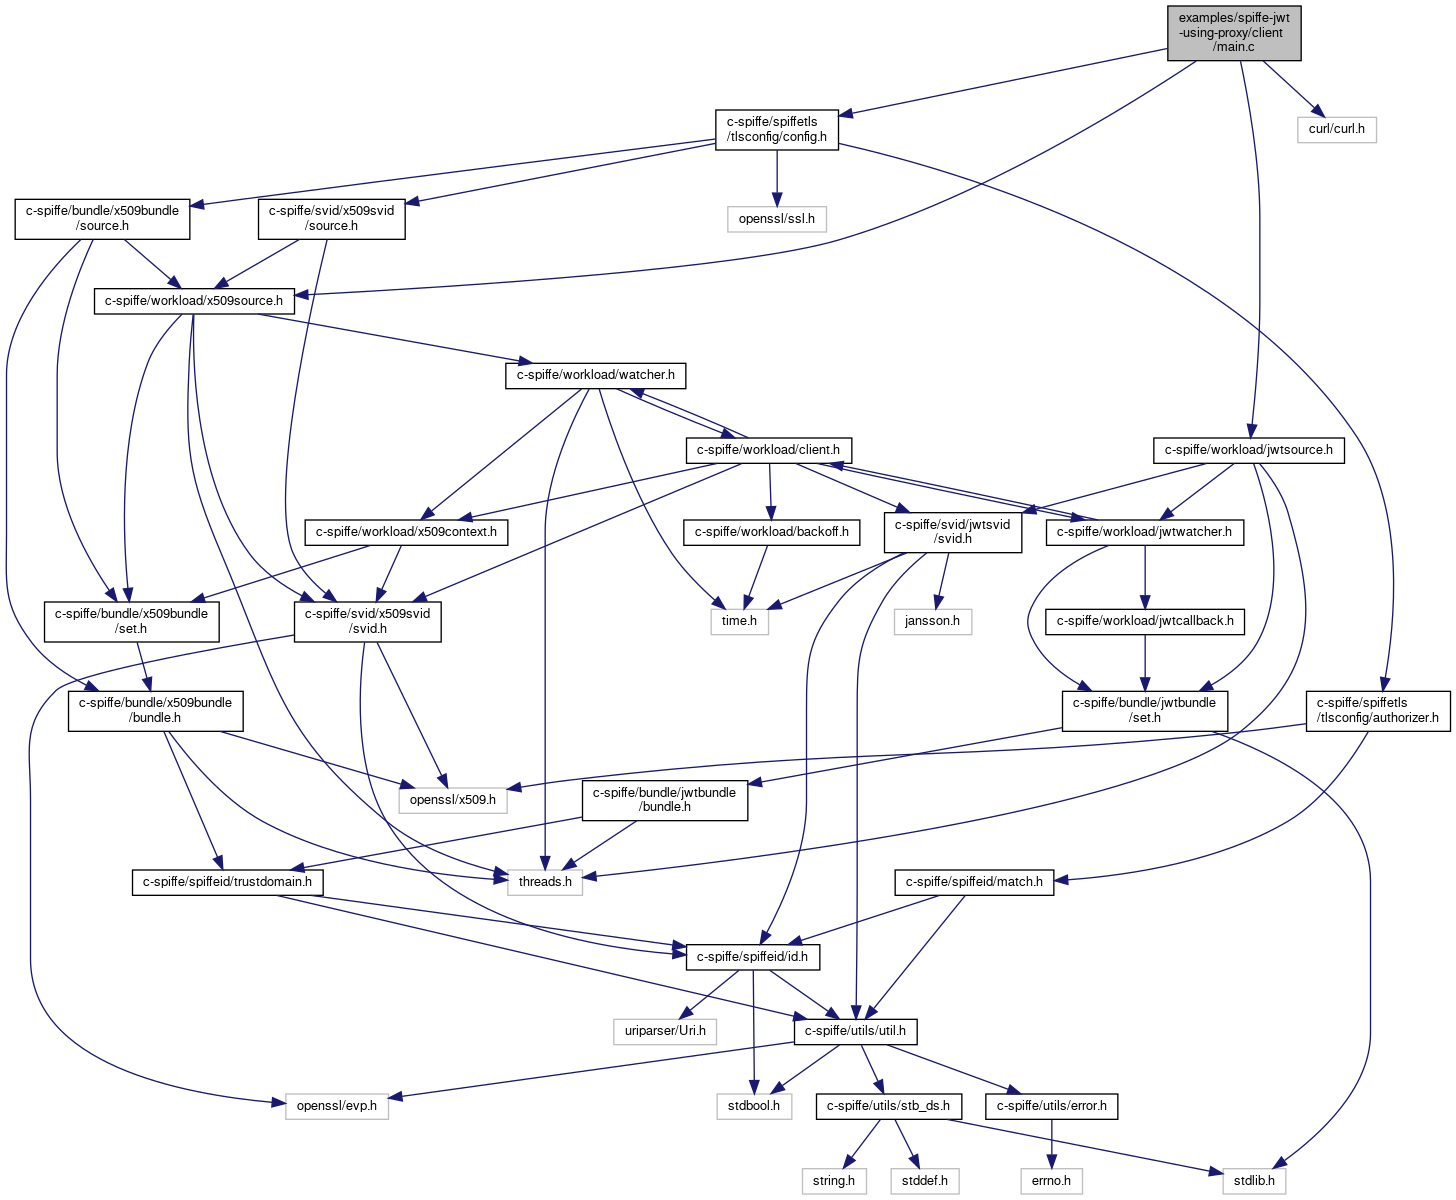 examples/spiffe-jwt
-using-proxy/client
/main.c
c-spiffe/spiffetls
/tlsconfig/config.h
curl/curl.h
c-spiffe/bundle/x509bundle
/source.h
c-spiffe/svid/x509svid
/source.h
openssl/ssl.h
c-spiffe/workload/x509source.h
c-spiffe/workload/watcher.h
c-spiffe/workload/client.h
c-spiffe/workload/jwtsource.h
c-spiffe/workload/x509context.h
c-spiffe/workload/backoff.h
c-spiffe/svid/jwtsvid
/svid.h
c-spiffe/workload/jwtwatcher.h
c-spiffe/bundle/x509bundle
/set.h
c-spiffe/svid/x509svid
/svid.h
time.h
jansson.h
c-spiffe/workload/jwtcallback.h
c-spiffe/bundle/x509bundle
/bundle.h
c-spiffe/bundle/jwtbundle
/set.h
c-spiffe/spiffetls
/tlsconfig/authorizer.h
openssl/x509.h
c-spiffe/bundle/jwtbundle
/bundle.h
c-spiffe/spiffeid/trustdomain.h
threads.h
c-spiffe/spiffeid/match.h
c-spiffe/spiffeid/id.h
uriparser/Uri.h
c-spiffe/utils/util.h
openssl/evp.h
stdbool.h
c-spiffe/utils/stb_ds.h
c-spiffe/utils/error.h
string.h
stddef.h
errno.h
stdlib.h